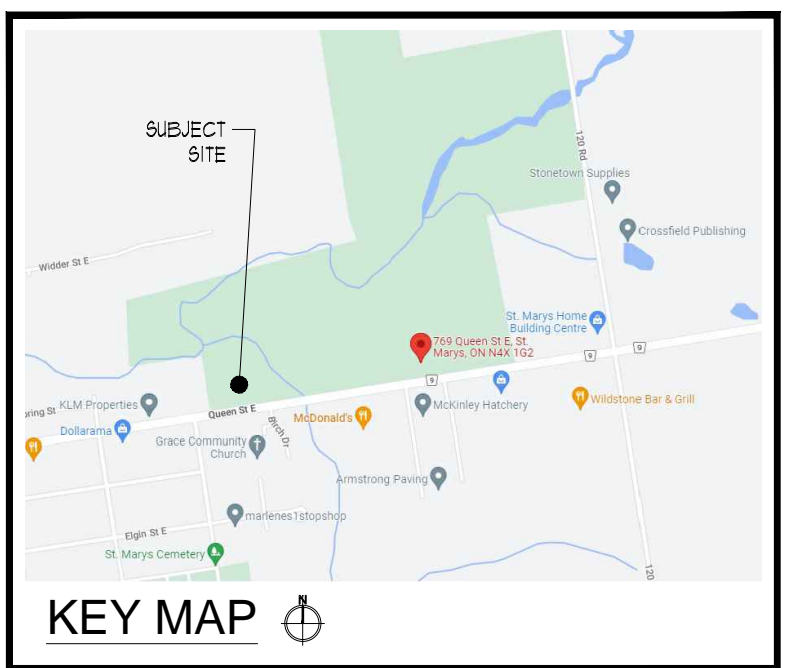 SUBJECT
SITE
120 Rd
Stonetown Supplies
Crossfield Publishing
Widder St E
St. Marys Home
Building Centre
9
9
769 Queen St E, St.
Marys, ON N4X 1G2
9
KLM Properties
ring St
Queen St E
McDonald's
McKinley Hatchery
Wildstone Bar & Grill
Dollarama
Birch Dr
Grace Community
Church
Armstrong Paving
marlenes1stopshop
Elgin St E
St. Marys Cemetery
120
KEY MAP
N